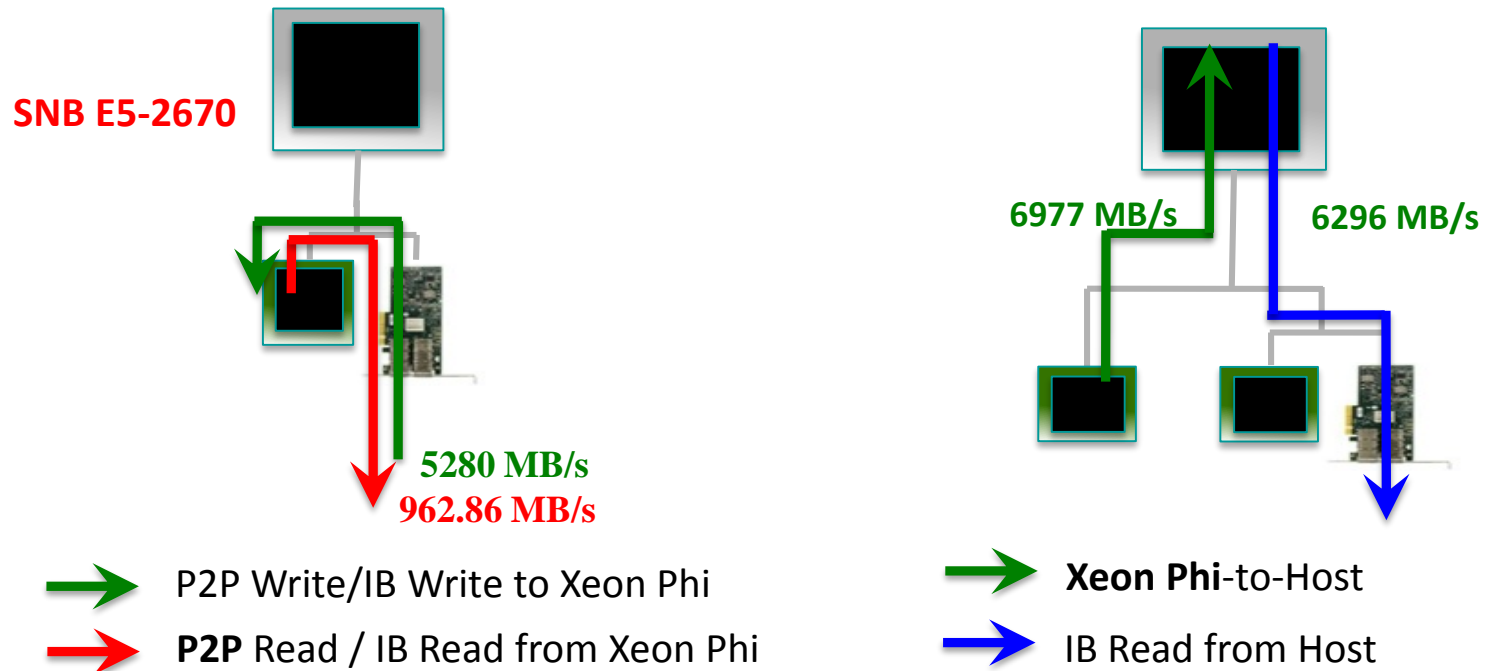 SNB E5-2670
6977 MB/s
6296 MB/s
5280 MB/s
962.86 MB/s
P2P Write/IB Write to Xeon Phi
P2P Read / IB Read from Xeon Phi
Xeon Phi-to-Host
IB Read from Host